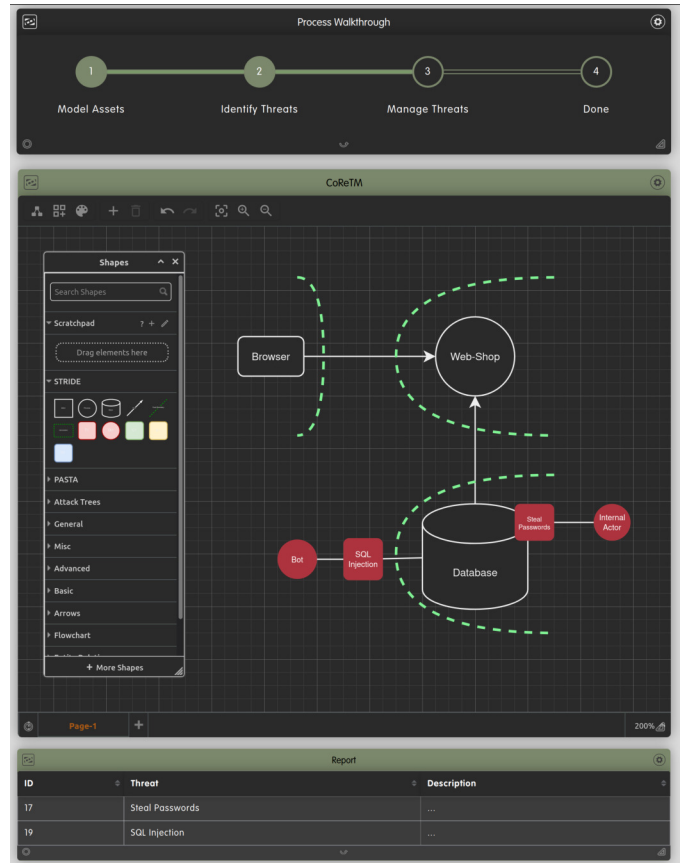 Process Walkthrough
1
2
3
4
Model Assets
Identify Threats
Manage Threats
Done
CoReTM
Shapes
Search Shapes
Scratchpad
?
Drag elements here
STRIDE
PASTA
Attack Trees
General
Misc
Advanced
Basic
Arrows
Flowchart
+ More Shapes
Browser
Web-Shop
Steal
Passwords
Internal
Actor
Bot
SQL
Injection
Database
Page-1
200%
Report
ID
Threat
Description
17
Steal Passwords
...
19
SQL Injection
...